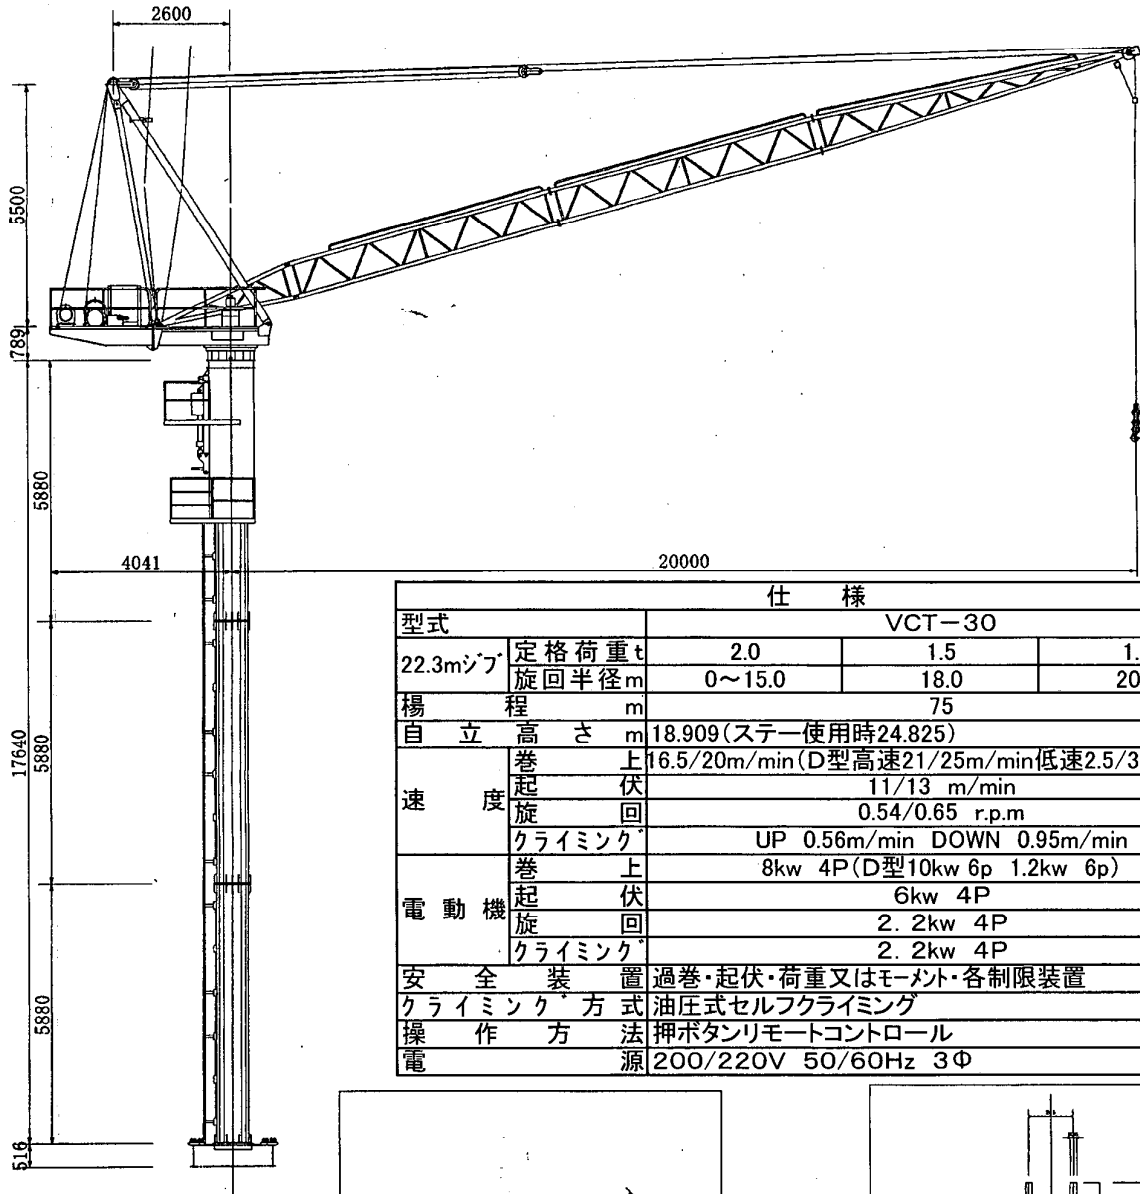 2600
5500
789
5880
4041
20000
17640
5880
5880
516
仕 様
型式 VCT-30
22.3mジブ 定格荷重t 2.0 1.5 1.
旋回半径m 0～15.0 18.0 20
揚程 m 75
自立高さ m 18.909(ステー使用時24.825)
速度 巻上 16.5/20m/min(D型高速21/25m/min低速2.5/3
起伏 11/13 m/min
旋回 0.54/0.65 r.p.m
クライミング UP 0.56m/min DOWN 0.95m/min
電動機 巻上 8kw 4P(D型10kw 6p 1.2kw 6p)
起伏 6kw 4P
旋回 2.2kw 4P
クライミング 2.2kw 4P
安全装置 過巻・起伏・荷重又はモーメント・各制限装置
クライミング方式 油圧式セルフクライミング
操作方法 押ボタンリモートコントロール
電源 200/220V 50/60Hz 3Φ